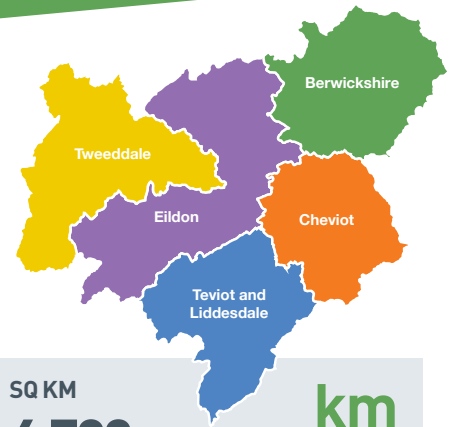 Berwickshire
Tweeddale
Eildon
Cheviot
Teviot and
Liddesdale
SQ KM
km